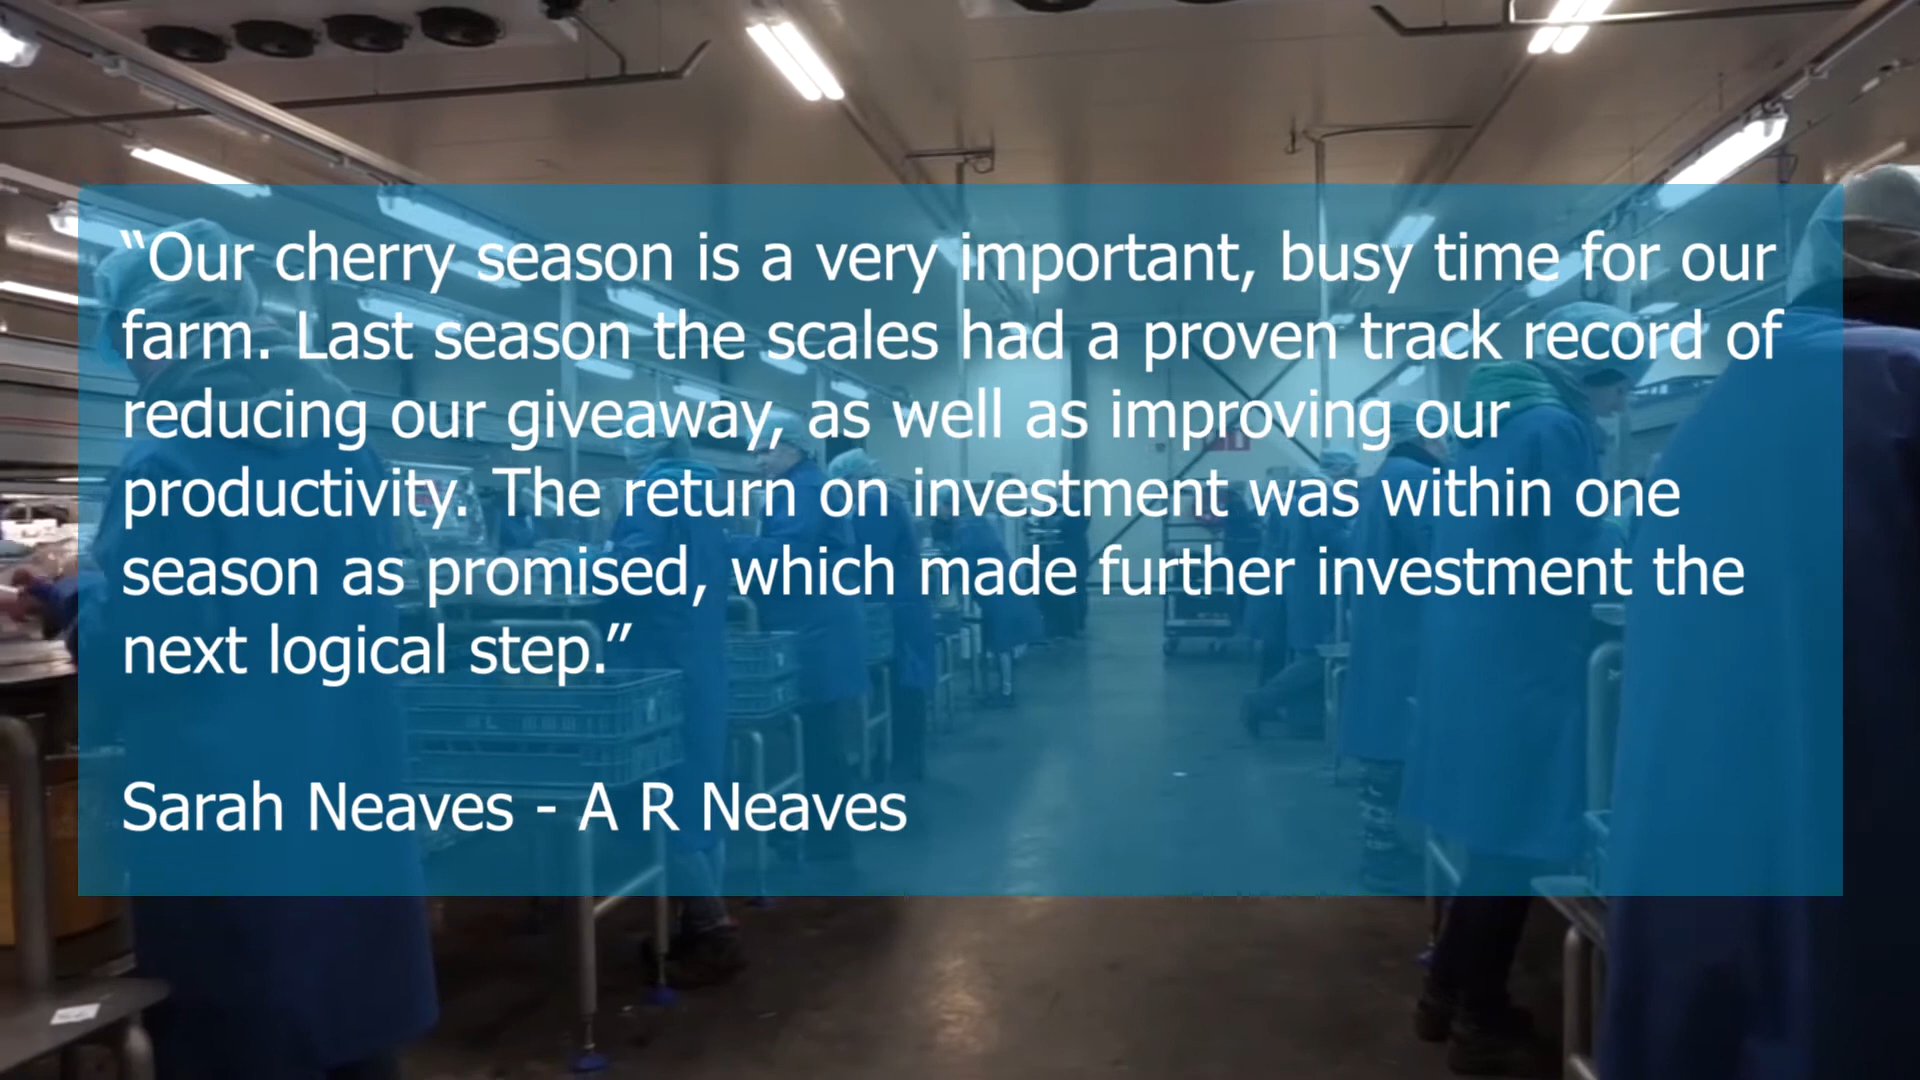 “Our cherry season is a very important, busy time for our
farm. Last season the scales had a proven track record of
reducing our giveaway, as well as improving our
productivity. The return on investment was within one
season as promised, which made further investment the
next logical step.”
Sarah Neaves - A R Neaves